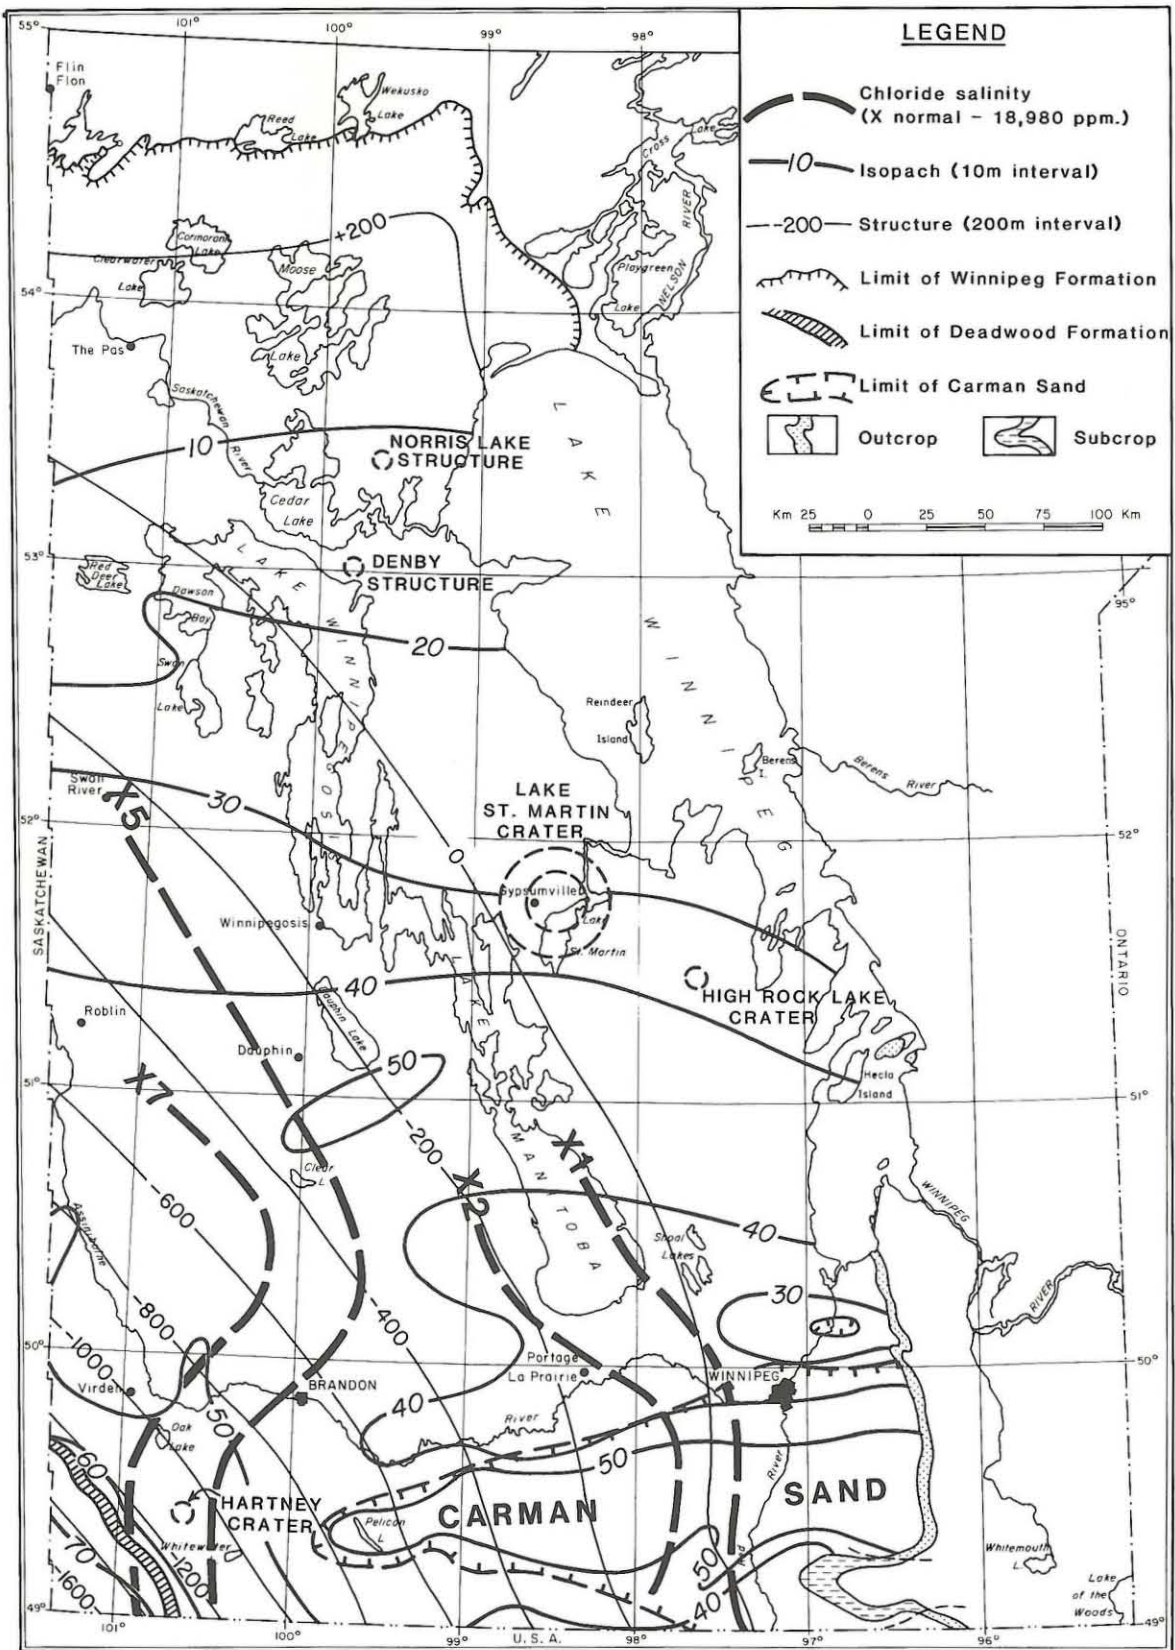 55°
101°
100°
99°
98°
LEGEND
Chloride salinity
(X normal - 18,980 ppm.)
10
Isopach (10m interval)
-200
Structure (200m interval)
Limit of Winnipeg Formation
Limit of Deadwood Formation
Limit of Carman Sand
Outcrop
Subcrop
Km 25 0 25 50 75 100 Km
Flin
Flon
Wekusko
Lake
Reed
Lake
Cross
Lake
RIVER
NELSON
Playgreen
Lake
+200
Cormorant
Lake
Clearwater
Lake
Moose
Lake
54°
The Pas
Saskatchewan
River
10
NORRIS LAKE
STRUCTURE
Cedar
Lake
LAKE
WINNIPEG
53°
Red
Deer
Lake
LAKE
WINNIPEGOSIS
DENBY
STRUCTURE
Dawson
Bay
95°
20
Swan
Lake
Reindeer
Island
Berens
I.
Berens
River
Swan
River
X5
30
LAKE
ST. MARTIN
CRATER
52°
52°
0
SASKATCHEWAN
Gypsumville
Lake
St. Martin
Winnipegosis
ONTARIO
40
HIGH ROCK LAKE
CRATER
Roblin
Dauphin Lake
LAKE
MANITOBA
Dauphin
50
Hecla
Island
51°
51°
X7
-200
X1
X2
Clear
L
WINNIPEG
RIVER
Assiniboine
-600
Shoal
Lakes
40
30
-800
-400
-1000
50°
50°
Portage
La Prairie
WINNIPEG
Virden
BRANDON
40
River
50
Oak
Lake
50
60
River
CARMAN
SAND
HARTNEY
CRATER
Pelican
L
Whitewater
70
-1200
-1600
50
40
Red
Whitemouth
L.
Lake
of the
Woods
49°
49°
101°
100°
99°
U.S.A.
98°
97°
96°